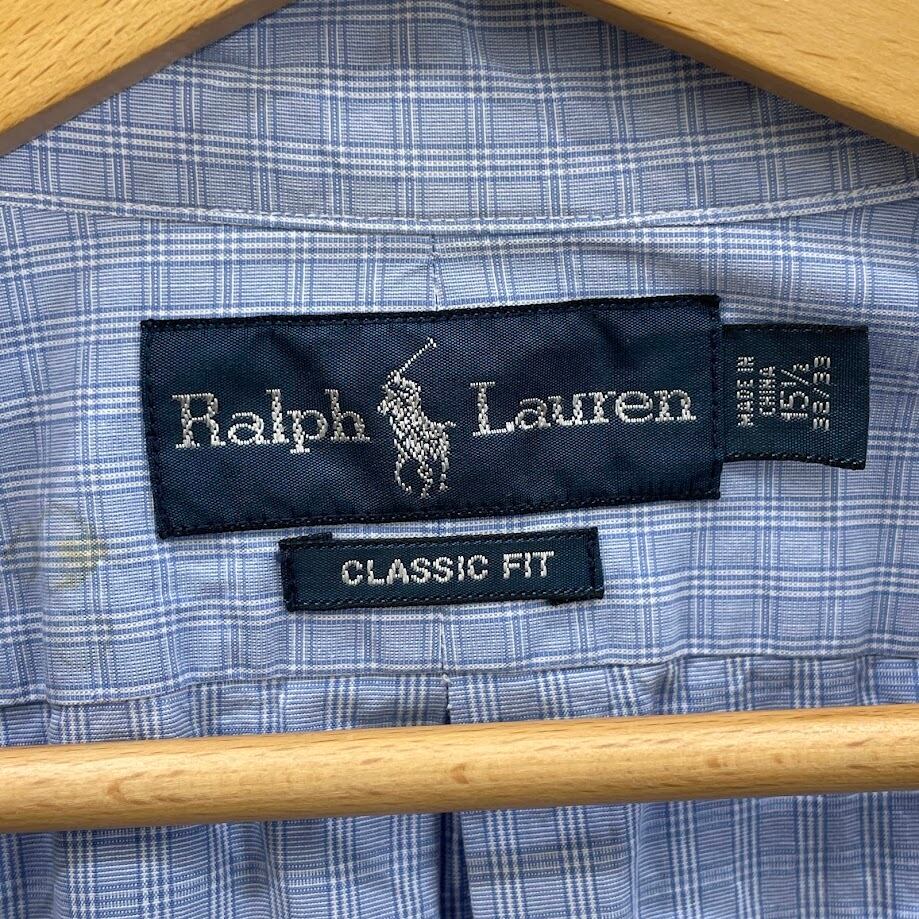 Ralph Lauren
CLASSIC FIT
MADE IN
CHINA
15½
32/33